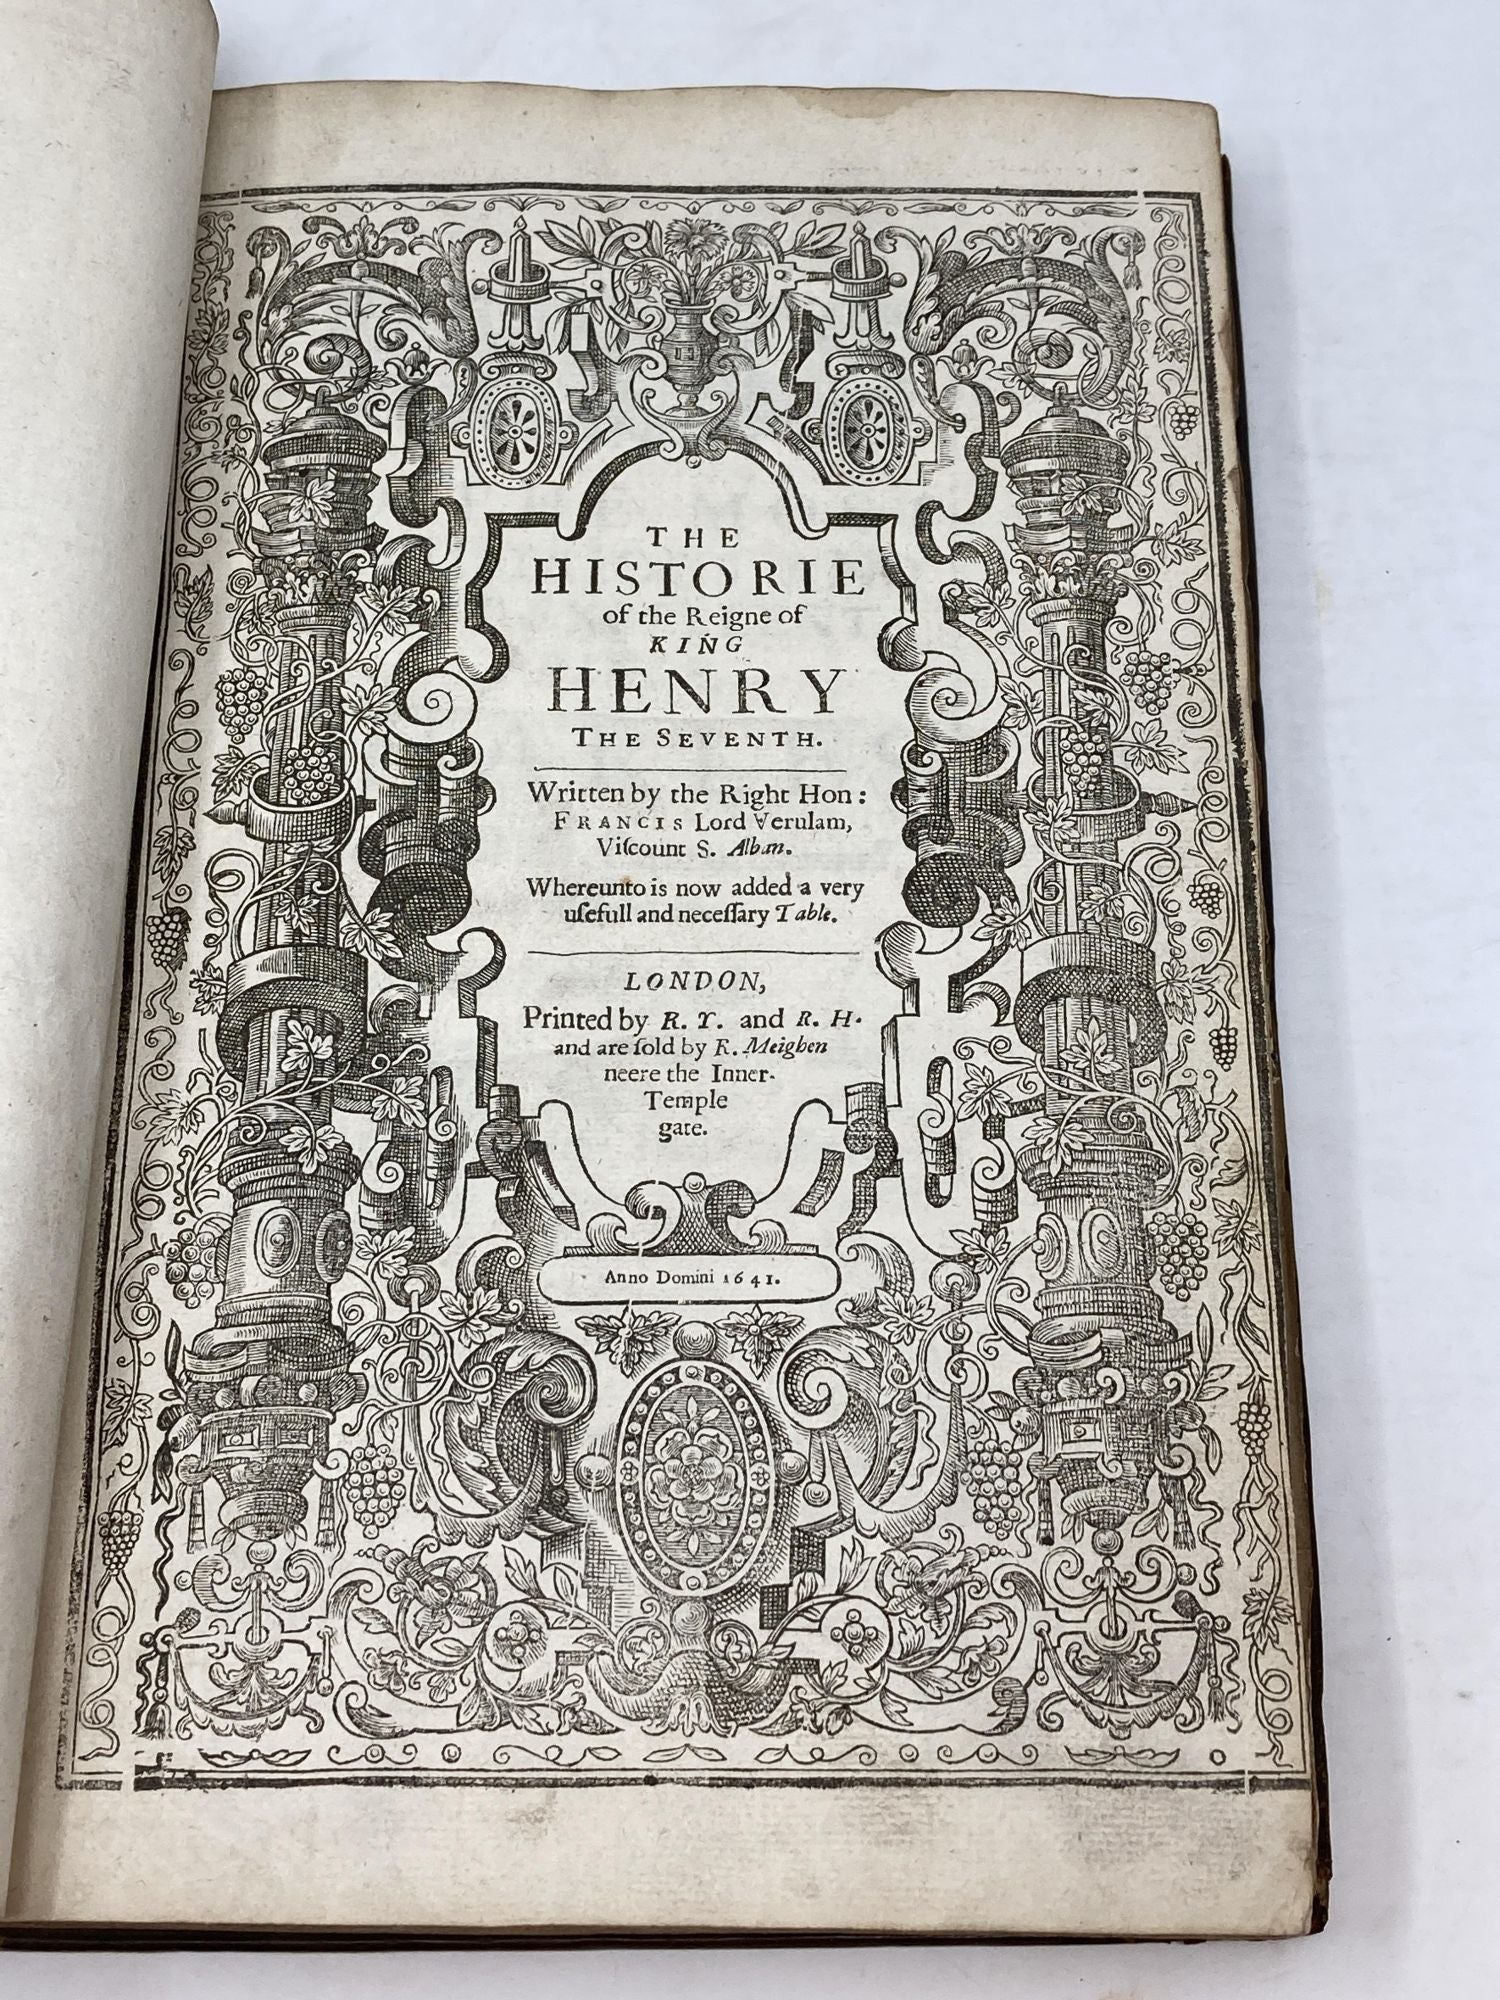 THE
HISTORIE
of the Reigne of
KING
HENRY
THE SEVENTH.
Written by the Right Hon:
FRANCIS Lord Verulam,
Viſcount S. Alban.
Whereunto is now added a very
uſefull and neceſſary Table.
LONDON,
Printed by R. Y. and R. H.
and are ſold by R. Meighen
neere the Inner-
Temple
gate.
Anno Domini 1641.